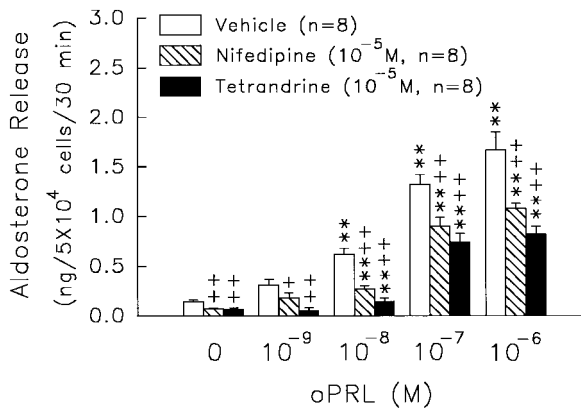 Aldosterone Release
(ng/5X10⁴ cells/30 min)
3.0
2.5
2.0
1.5
1.0
0.5
0.0
Vehicle (n=8)
Nifedipine (10⁻⁵M, n=8)
Tetrandrine (10⁻⁵M, n=8)
++ ++
+ ++
** ++** ++**
** ++** ++**
** ++** ++**
0 10⁻⁹ 10⁻⁸ 10⁻⁷ 10⁻⁶
oPRL (M)